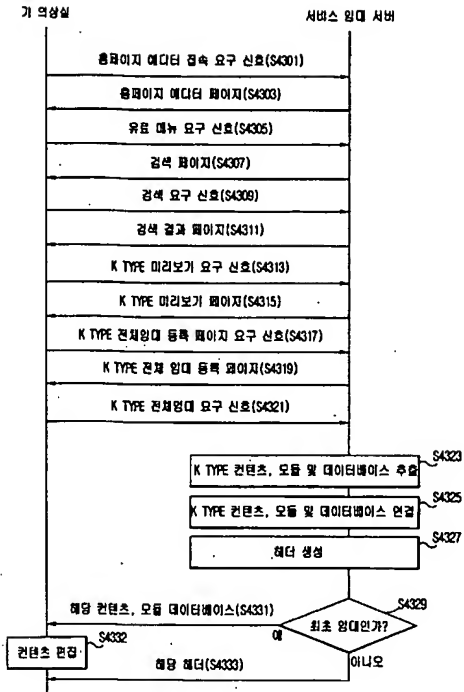 기 의상실
서비스 임대 서버
홈페이지 에디터 접속 요구 신호(S4301)
홈페이지 에디터 페이지(S4303)
유료 메뉴 요구 신호(S4305)
검색 페이지(S4307)
검색 요구 신호(S4309)
검색 결과 페이지(S4311)
K TYPE 미리보기 요구 신호(S4313)
K TYPE 미리보기 페이지(S4315)
K TYPE 전체임대 등록 페이지 요구 신호(S4317)
K TYPE 전체 임대 등록 페이지(S4319)
K TYPE 전체임대 요구 신호(S4321)
S4323
K TYPE 컨텐츠, 모듈 및 데이터베이스 추출
S4325
K TYPE 컨텐츠, 모듈 및 데이터베이스 연결
S4327
헤더 생성
S4329
해당 컨텐츠, 모듈 데이터베이스(S4331)
최초 임대인가?
예
S4332
컨텐츠 편집
아니오
해당 헤더(S4333)